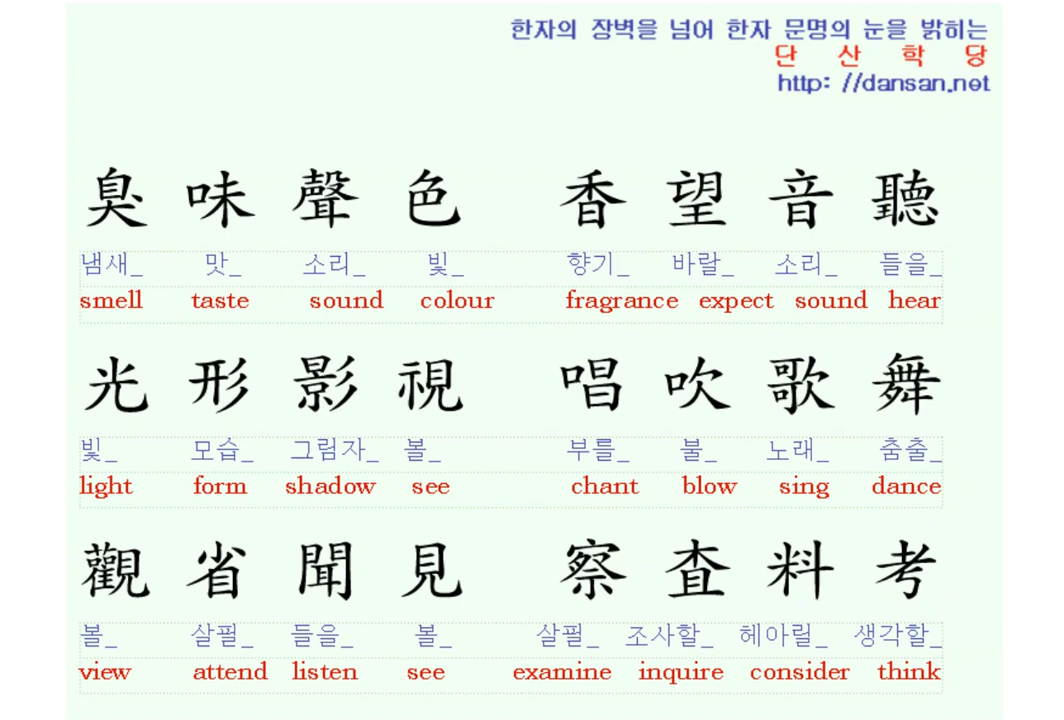 한자의 장벽을 넘어 한자 문명의 눈을 밝히는
단 산 학 당
http: //dansan.net
臭 味 聲 色 香 望 音 聽
냄새_ 맛_ 소리_ 빛_ 향기_ 바랄_ 소리_ 들을_
smell taste sound colour fragrance expect sound hear
光 形 影 視 唱 吹 歌 舞
빛_ 모습_ 그림자_ 볼_ 부를_ 불_ 노래_ 춤출_
light form shadow see chant blow sing dance
觀 省 聞 見 察 査 料 考
볼_ 살필_ 들을_ 볼_ 살필_ 조사할_ 헤아릴_ 생각할_
view attend listen see examine inquire consider think